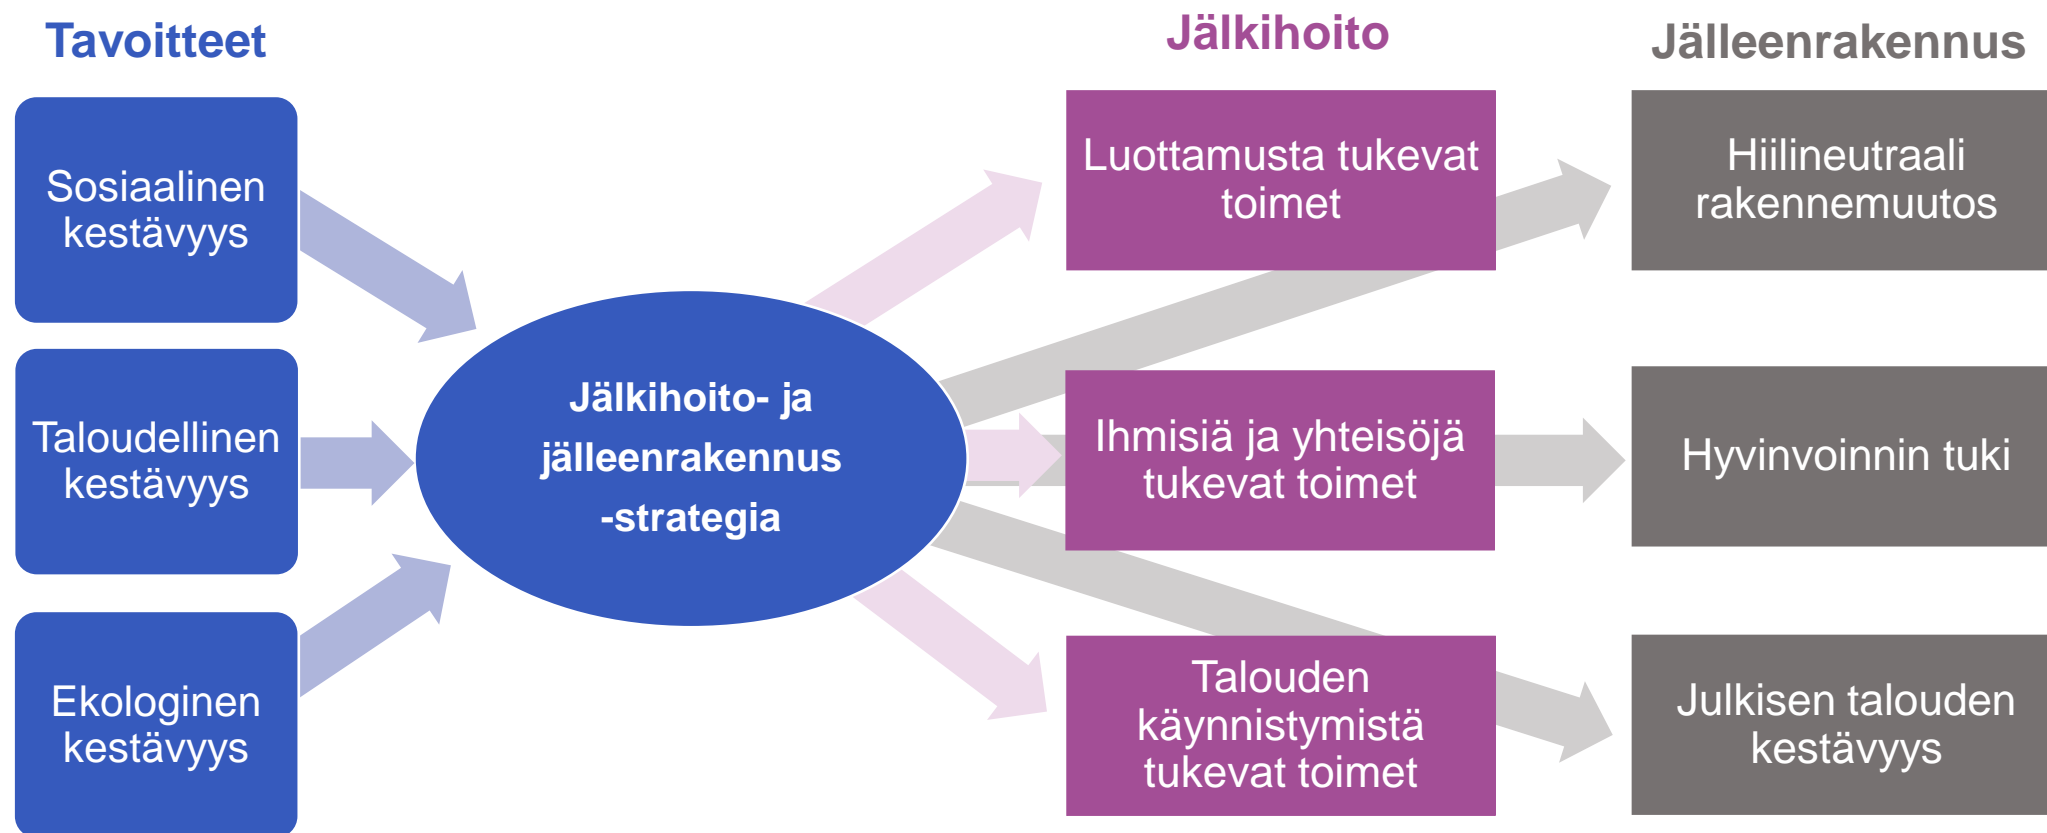 Tavoitteet
Sosiaalinen
kestävyys
Taloudellinen
kestävyys
Ekologinen
kestävyys
Jälkihoito- ja
jälleenrakennus
-strategia
Jälkihoito
Luottamusta tukevat
toimet
Ihmisiä ja yhteisöjä
tukevat toimet
Talouden
käynnistymistä
tukevat toimet
Jälleenrakennus
Hiilineutraali
rakennemuutos
Hyvinvoinnin tuki
Julkisen talouden
kestävyys